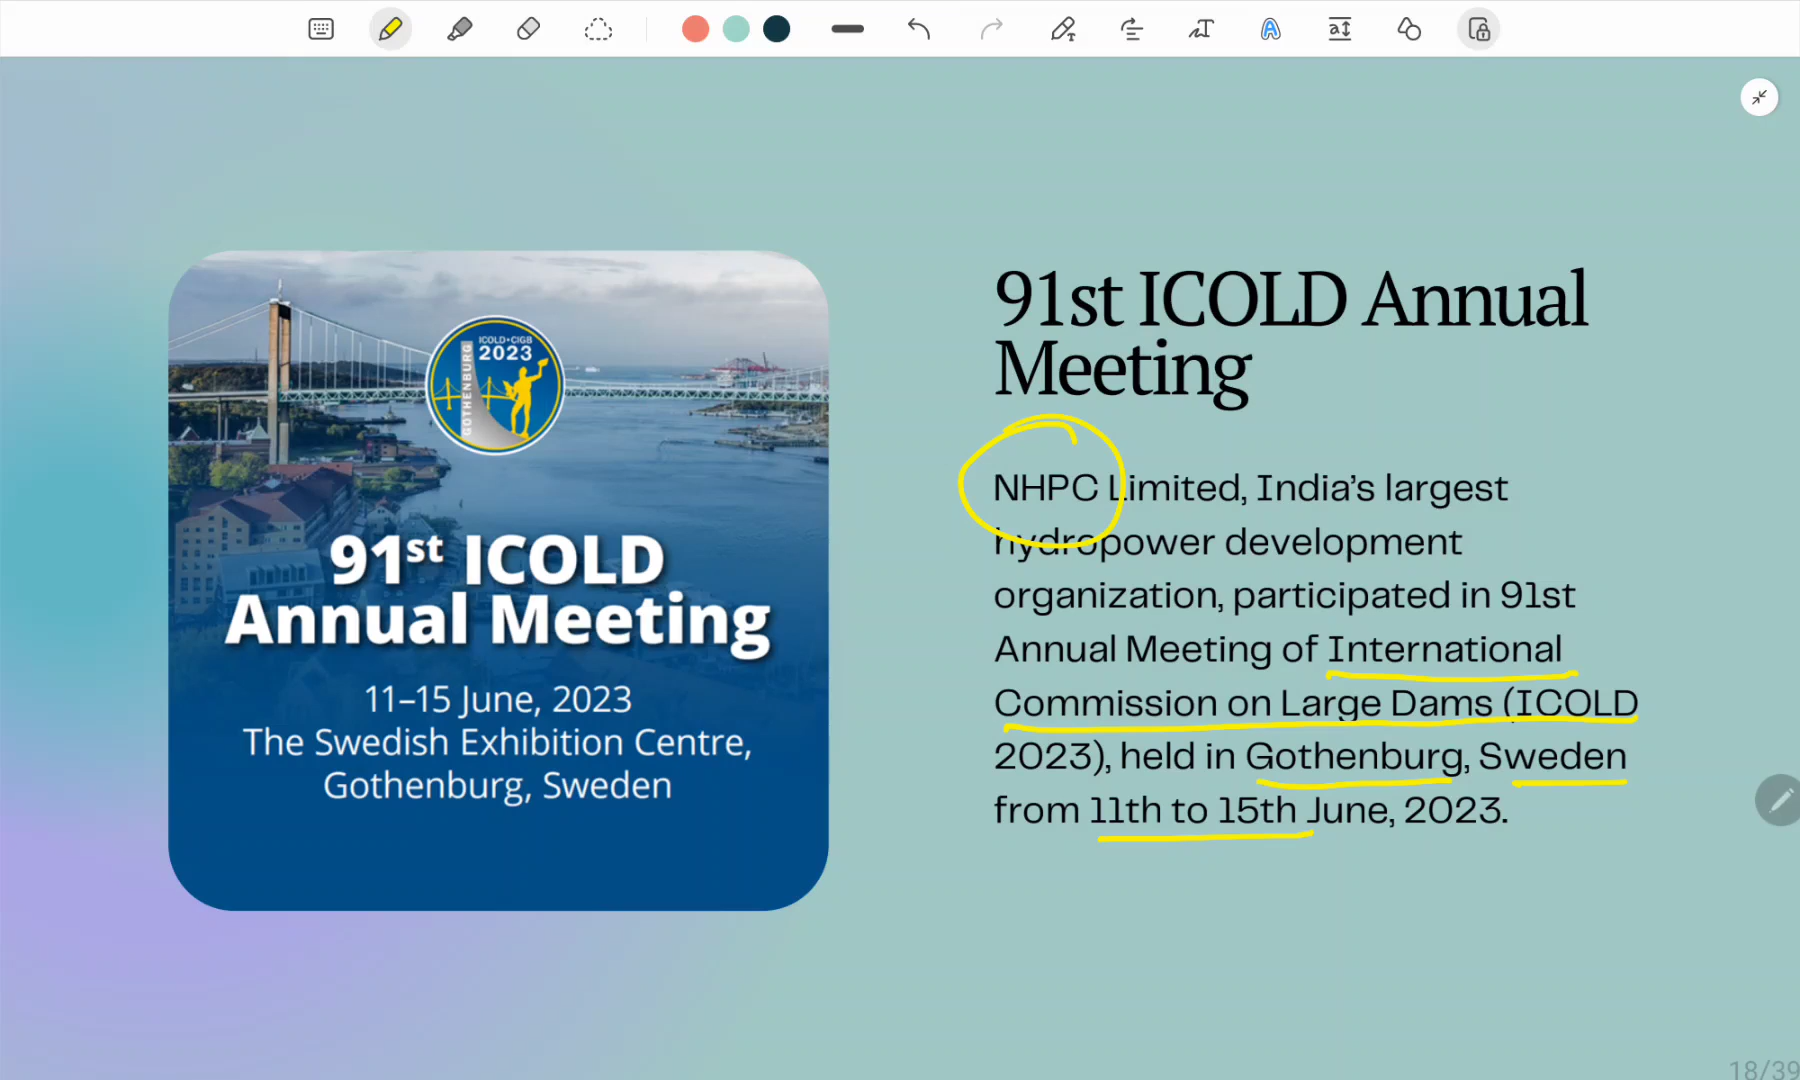 ICOLD•CIGB
2023
GOTHENBURG
91st ICOLD
Annual Meeting
11–15 June, 2023
The Swedish Exhibition Centre,
Gothenburg, Sweden
91st ICOLD Annual
Meeting
NHPC Limited, India’s largest
hydropower development
organization, participated in 91st
Annual Meeting of International
Commission on Large Dams (ICOLD
2023), held in Gothenburg, Sweden
from 11th to 15th June, 2023.
18/39